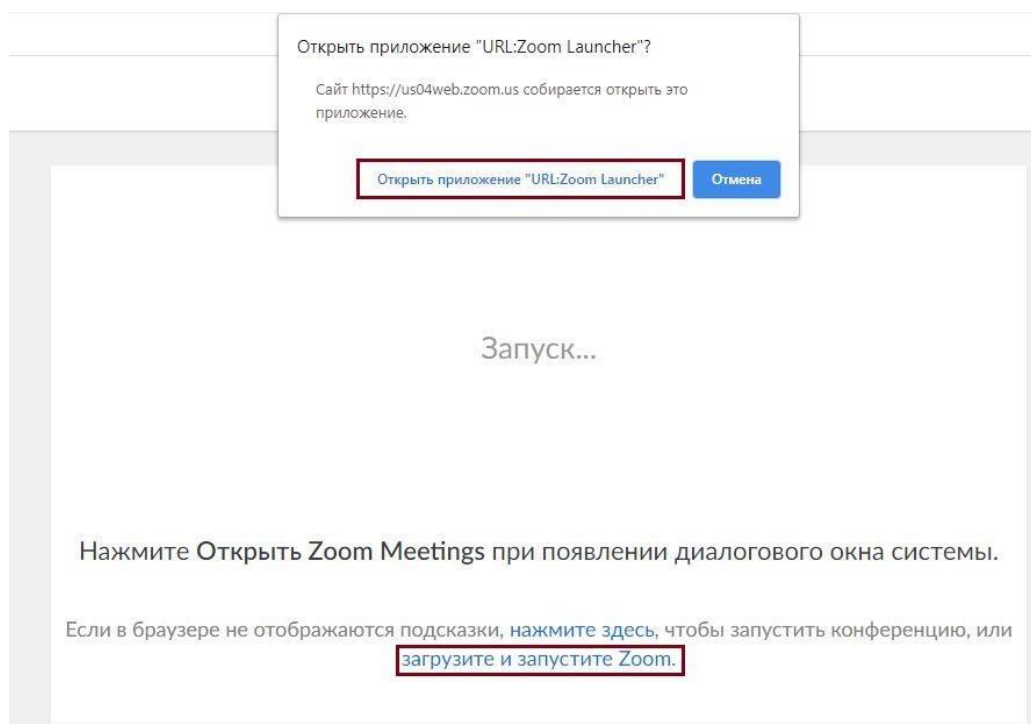 Открыть приложение "URL:Zoom Launcher"?
Сайт https://us04web.zoom.us собирается открыть это
приложение.
Открыть приложение "URL:Zoom Launcher"
Отмена
Запуск...
Нажмите Открыть Zoom Meetings при появлении диалогового окна системы.
Если в браузере не отображаются подсказки, нажмите здесь, чтобы запустить конференцию, или
загрузите и запустите Zoom.